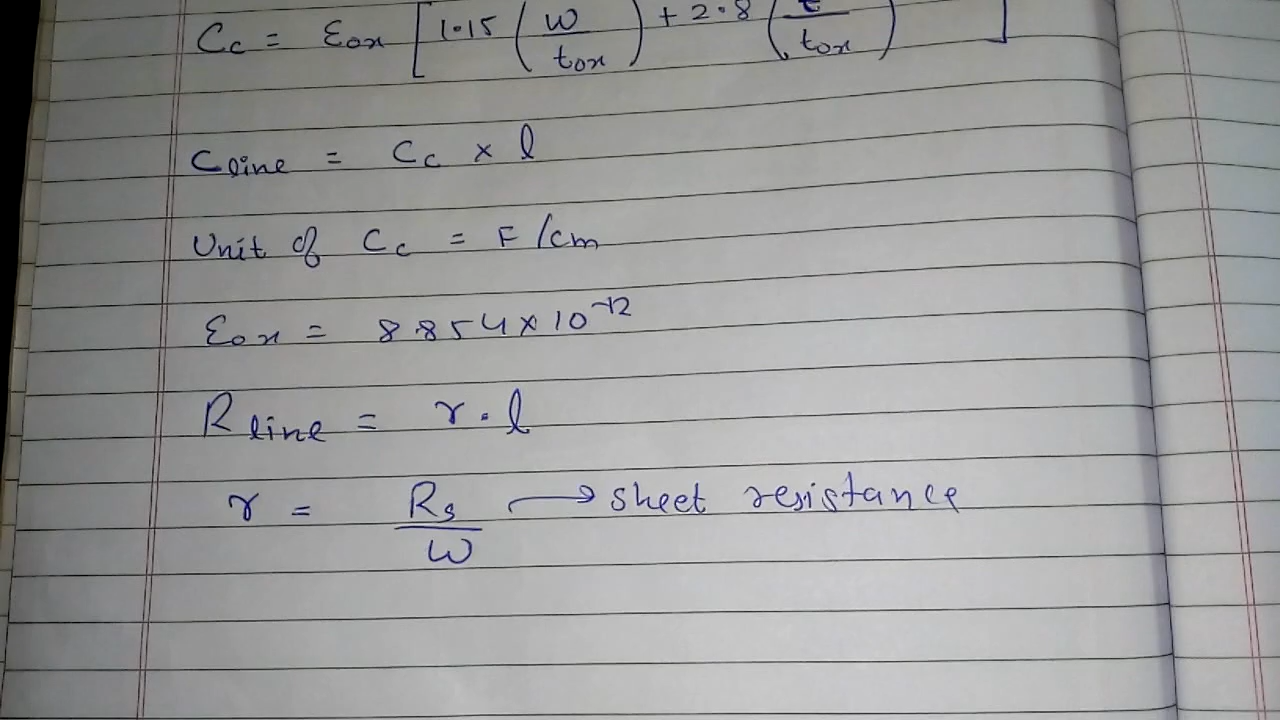 Cc = εox [1.15 (w/tox) + 2.8 (t/tox) ]
Cline = Cc × l
Unit of Cc = F/cm
εox = 8.854 × 10^-12
Rline = r . l
r = Rs/w → sheet resistance